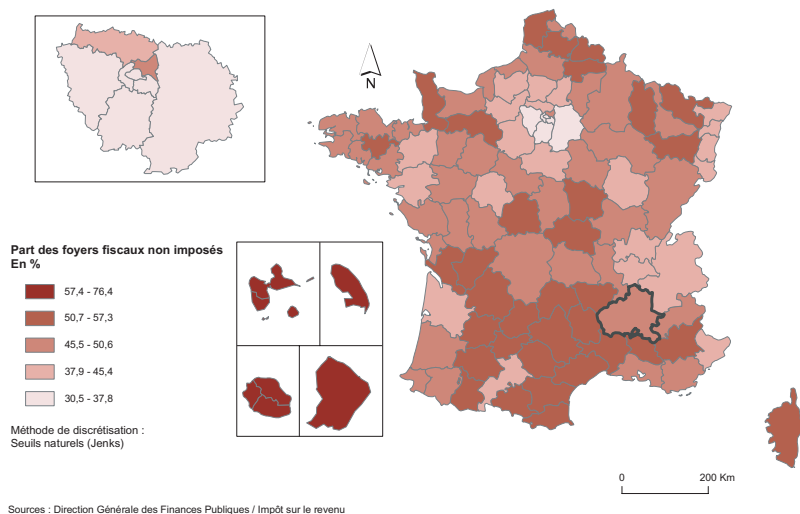 N
Part des foyers fiscaux non imposés
En %
57,4 - 76,4
50,7 - 57,3
45,5 - 50,6
37,9 - 45,4
30,5 - 37,8
Méthode de discrétisation :
Seuils naturels (Jenks)
0 200 Km
Sources : Direction Générale des Finances Publiques / Impôt sur le revenu